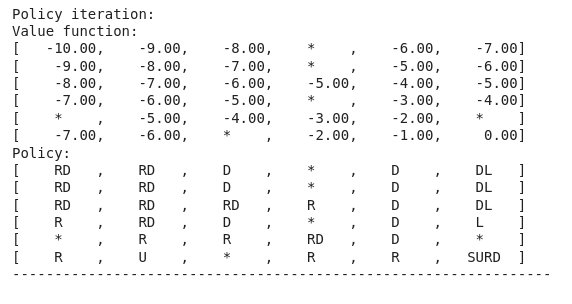 Policy iteration:
Value function:
[   -10.00,    -9.00,    -8.00,    *    ,    -6.00,    -7.00]
[    -9.00,    -8.00,    -7.00,    *    ,    -5.00,    -6.00]
[    -8.00,    -7.00,    -6.00,    -5.00,    -4.00,    -5.00]
[    -7.00,    -6.00,    -5.00,    *    ,    -3.00,    -4.00]
[    *    ,    -5.00,    -4.00,    -3.00,    -2.00,    *    ]
[    -7.00,    -6.00,    *    ,    -2.00,    -1.00,     0.00]
Policy:
[    RD   ,    RD   ,    D    ,    *    ,    D    ,    DL   ]
[    RD   ,    RD   ,    D    ,    *    ,    D    ,    DL   ]
[    RD   ,    RD   ,    RD   ,    R    ,    D    ,    DL   ]
[    R    ,    RD   ,    D    ,    *    ,    D    ,    L    ]
[    *    ,    R    ,    R    ,    RD   ,    D    ,    *    ]
[    R    ,    U    ,    *    ,    R    ,    R    ,   SURD  ]
----------------------------------------------------------------